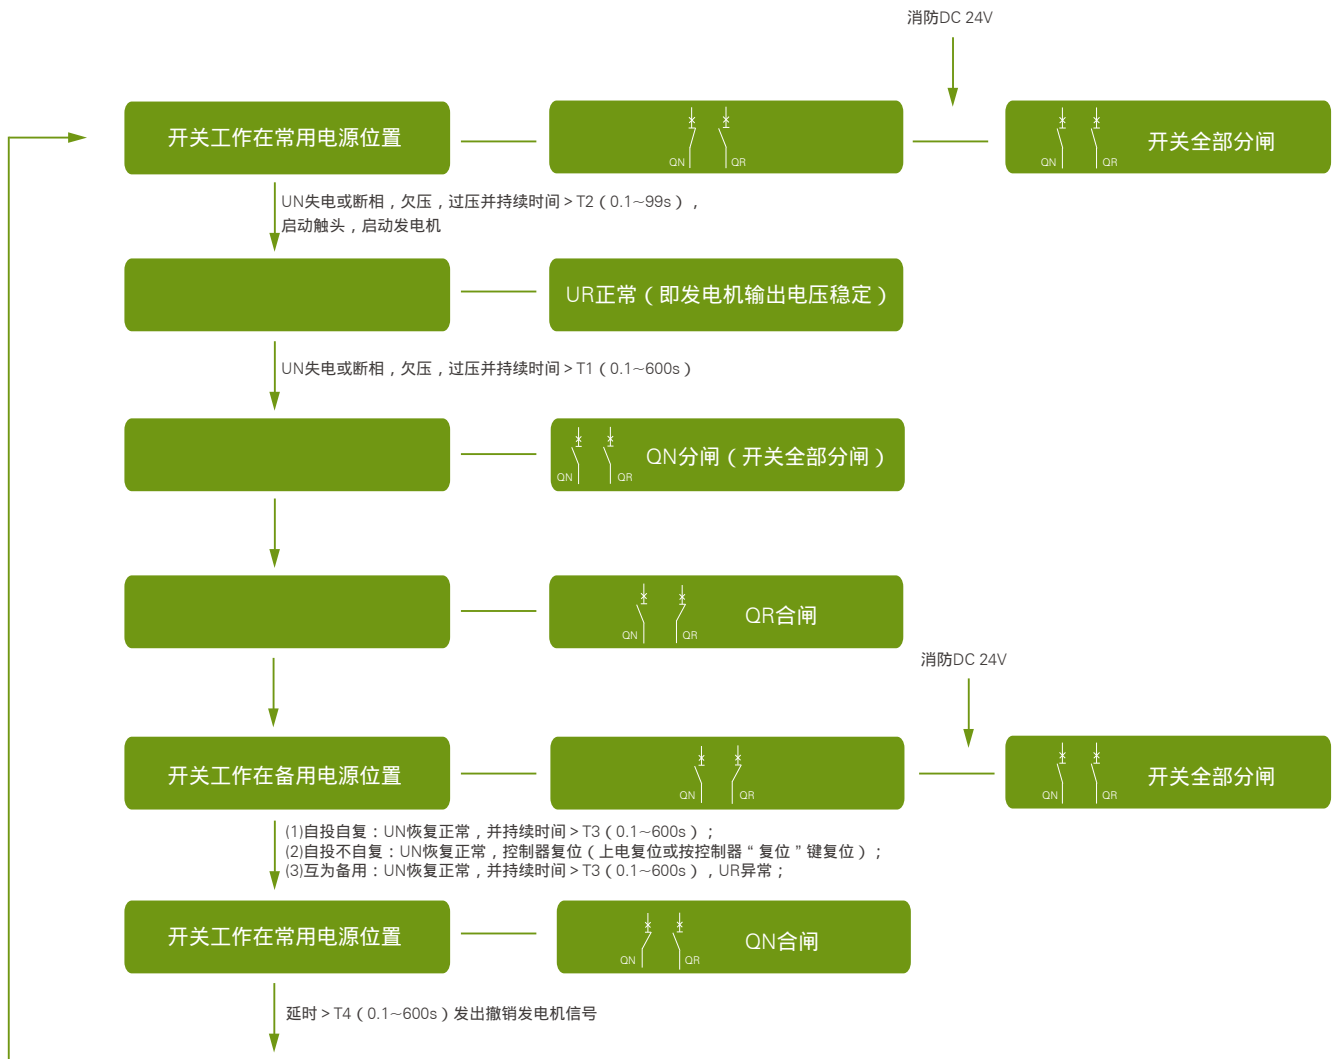 消防DC 24V
开关工作在常用电源位置
QN
QR
QN
QR
开关全部分闸
UN失电或断相，欠压，过压并持续时间＞T2（0.1~99s），
启动触头，启动发电机
UR正常（即发电机输出电压稳定）
UN失电或断相，欠压，过压并持续时间＞T1（0.1~600s）
QN
QR
QN分闸（开关全部分闸）
QN
QR
QR合闸
消防DC 24V
开关工作在备用电源位置
QN
QR
QN
QR
开关全部分闸
(1)自投自复：UN恢复正常，并持续时间＞T3（0.1~600s）；
(2)自投不自复：UN恢复正常，控制器复位（上电复位或按控制器“复位”键复位）；
(3)互为备用：UN恢复正常，并持续时间＞T3（0.1~600s），UR异常；
开关工作在常用电源位置
QN
QR
QN合闸
延时＞T4（0.1~600s）发出撤销发电机信号